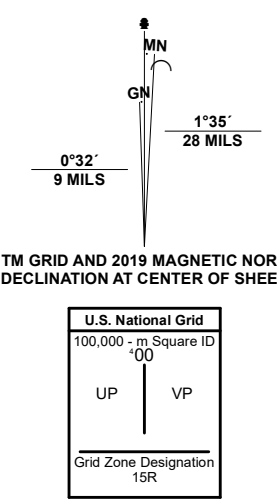 MN
GN
1°35´
28 MILS
0°32´
9 MILS
TM GRID AND 2019 MAGNETIC NOR
DECLINATION AT CENTER OF SHEE
U.S. National Grid
100,000 - m Square ID
⁴00
UP VP
Grid Zone Designation
15R